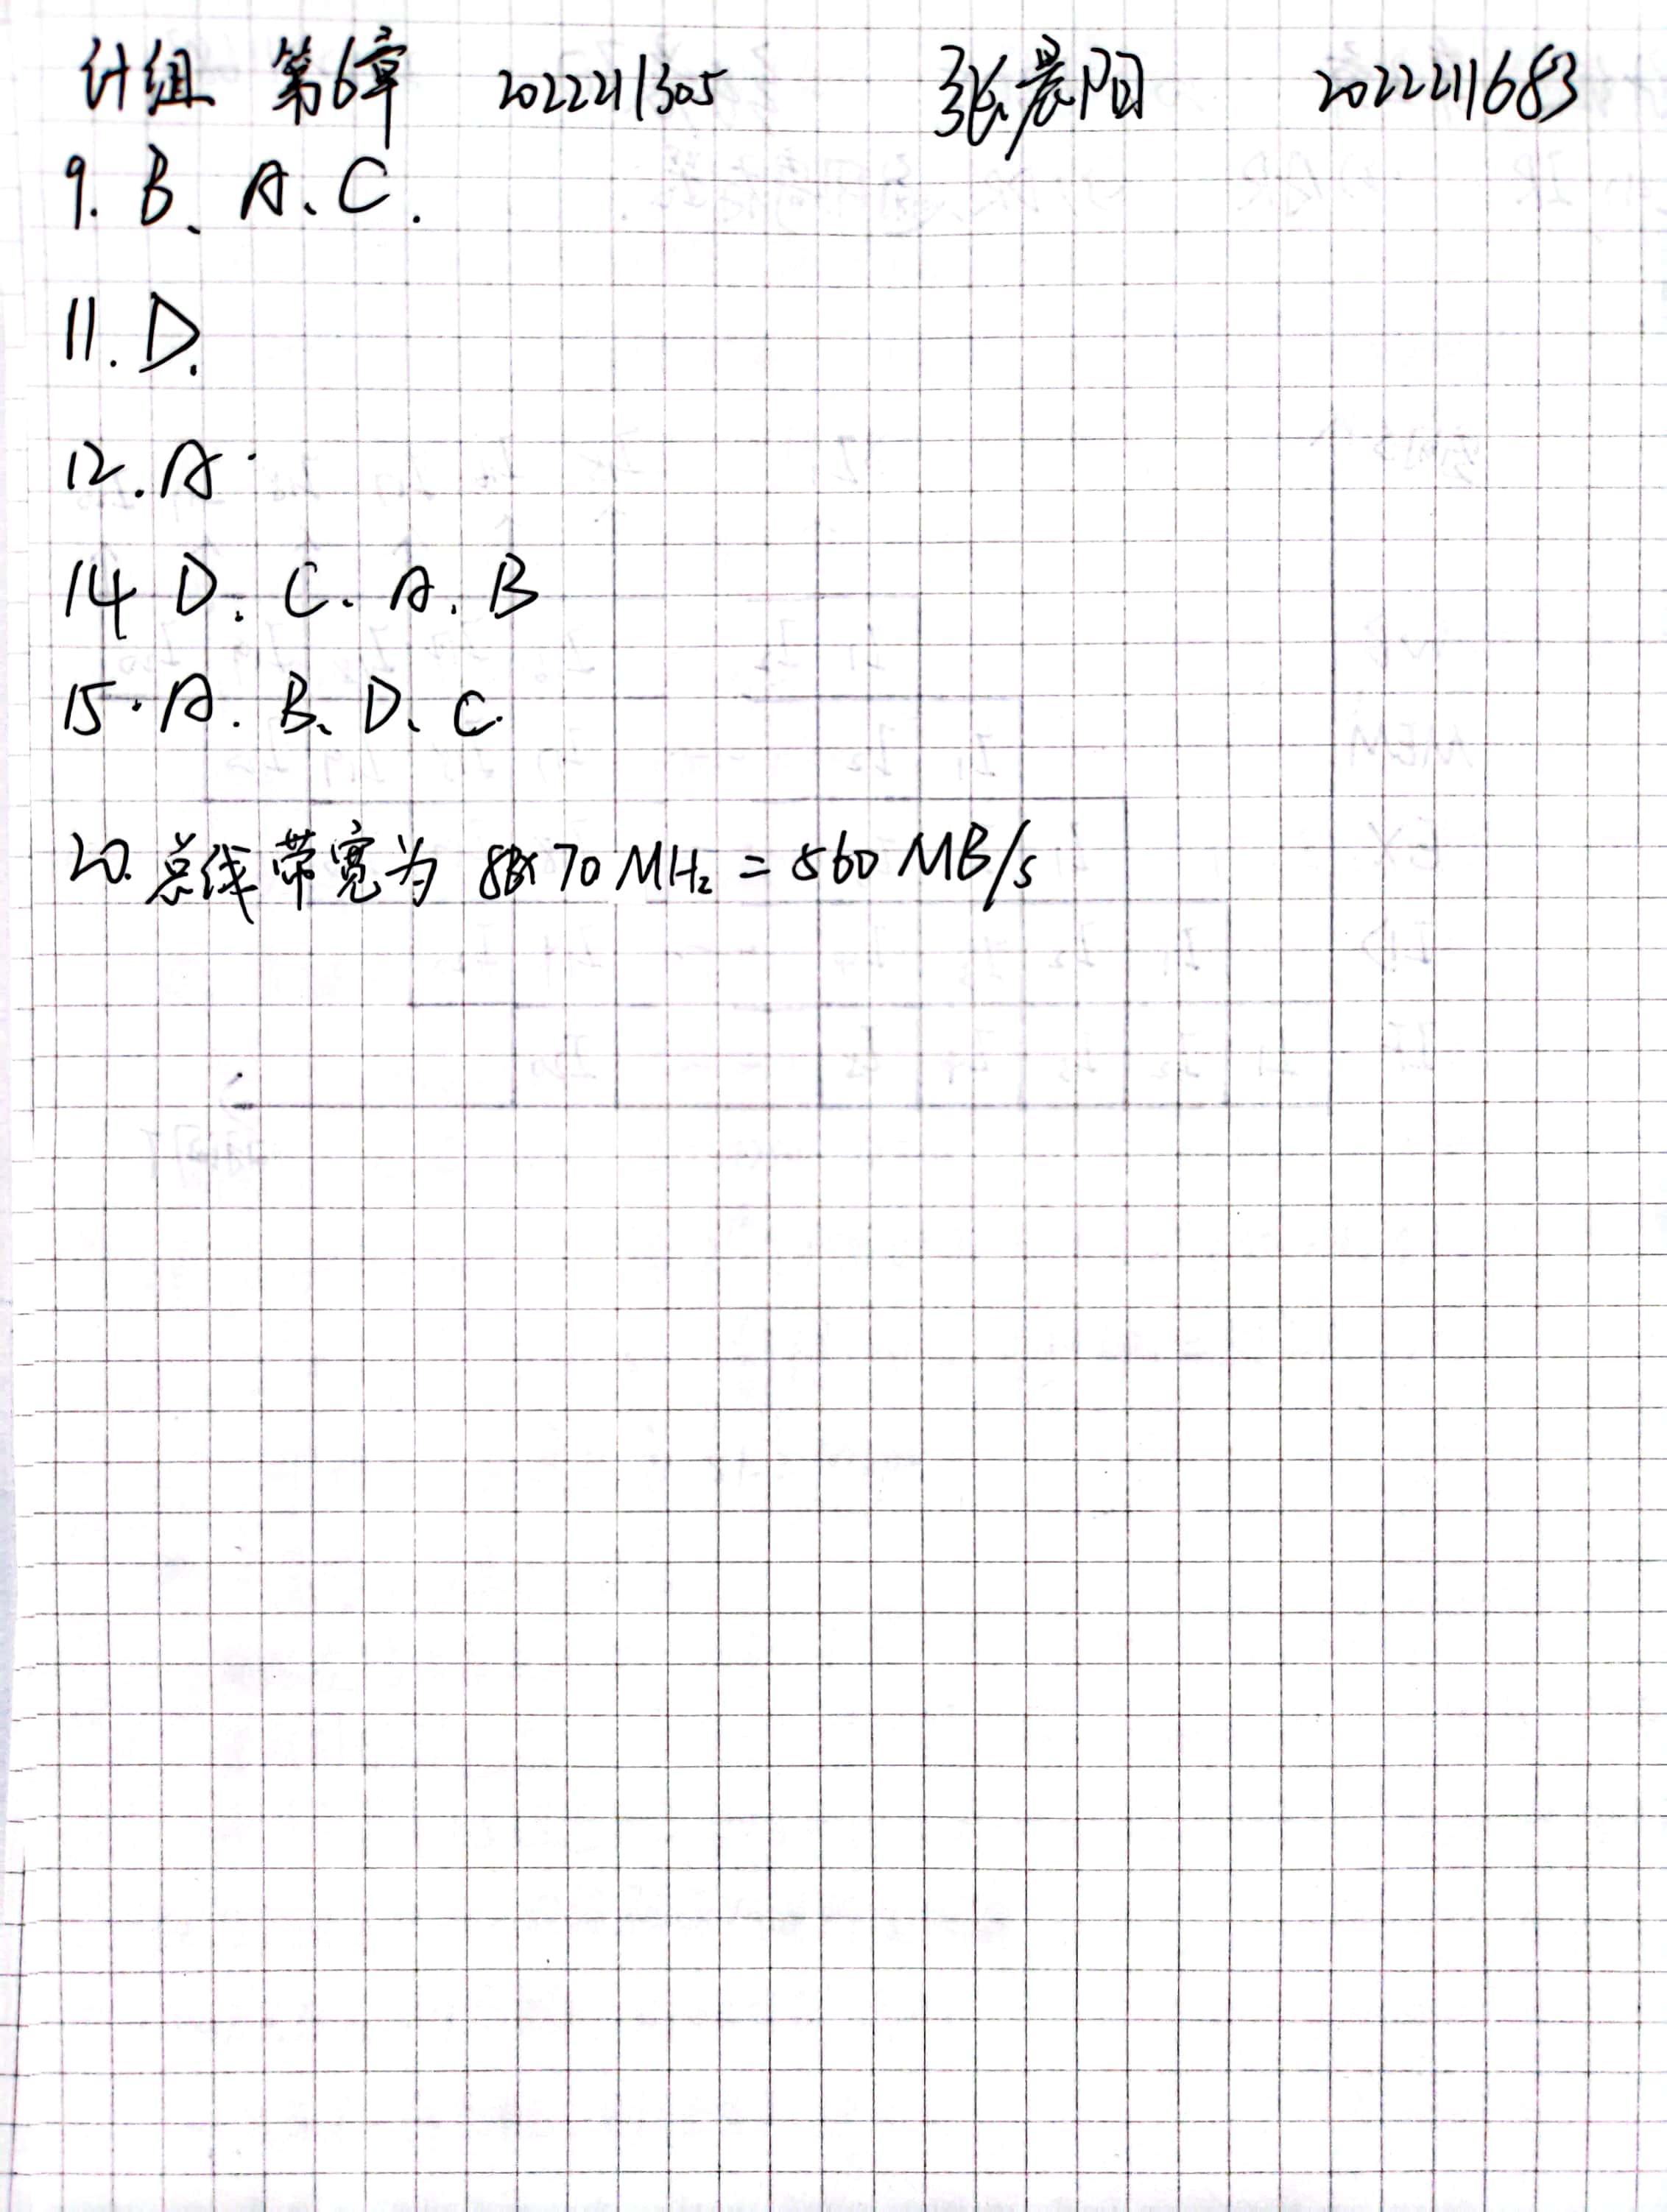 计组 第6章 2022211305 张晨阳 2022211683
9. B、A、C.
11. D.
12. A.
14 D. C. A. B
15. A. B、D、C.
20. 总线带宽为 8B×70MHz = 560 MB/s